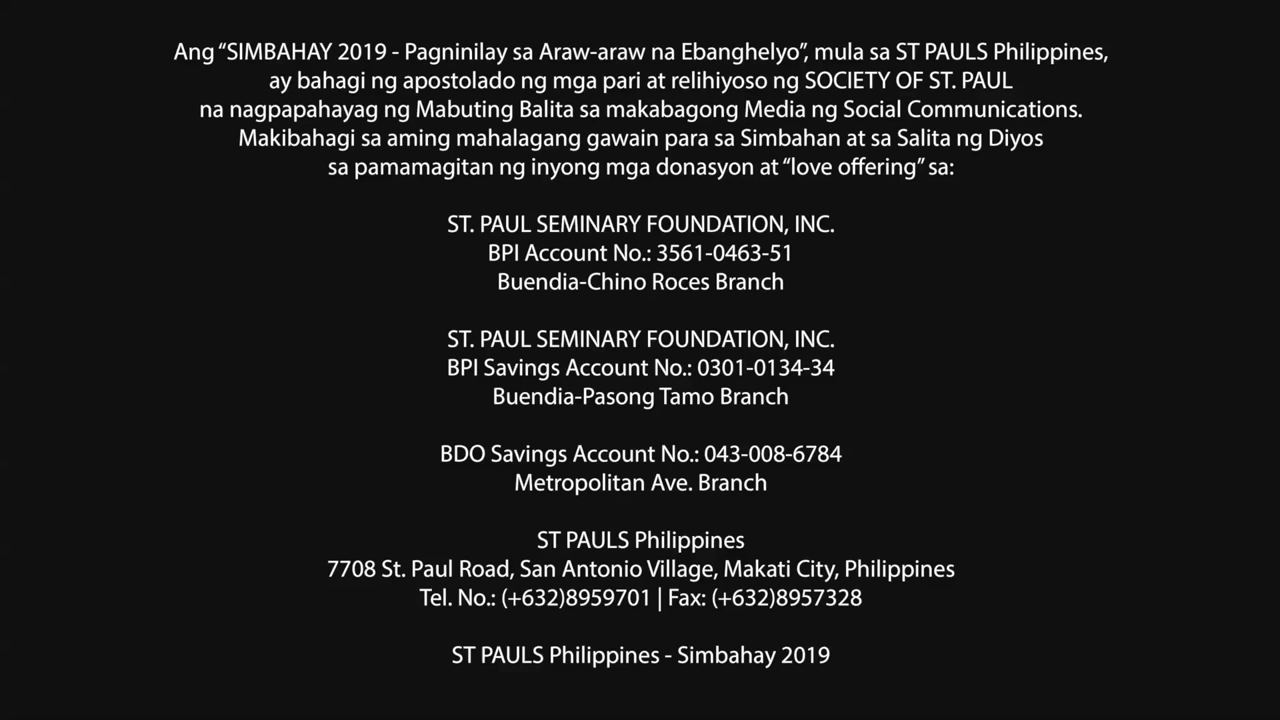 Ang “SIMBAHAY 2019 - Pagninilay sa Araw-araw na Ebanghelyo”, mula sa ST PAULS Philippines,
ay bahagi ng apostolado ng mga pari at relihiyoso ng SOCIETY OF ST. PAUL
na nagpapahayag ng Mabuting Balita sa makabagong Media ng Social Communications.
Makibahagi sa aming mahalagang gawain para sa Simbahan at sa Salita ng Diyos
sa pamamagitan ng inyong mga donasyon at “love offering” sa:
ST. PAUL SEMINARY FOUNDATION, INC.
BPI Account No.: 3561-0463-51
Buendia-Chino Roces Branch
ST. PAUL SEMINARY FOUNDATION, INC.
BPI Savings Account No.: 0301-0134-34
Buendia-Pasong Tamo Branch
BDO Savings Account No.: 043-008-6784
Metropolitan Ave. Branch
ST PAULS Philippines
7708 St. Paul Road, San Antonio Village, Makati City, Philippines
Tel. No.: (+632)8959701 | Fax: (+632)8957328
ST PAULS Philippines - Simbahay 2019